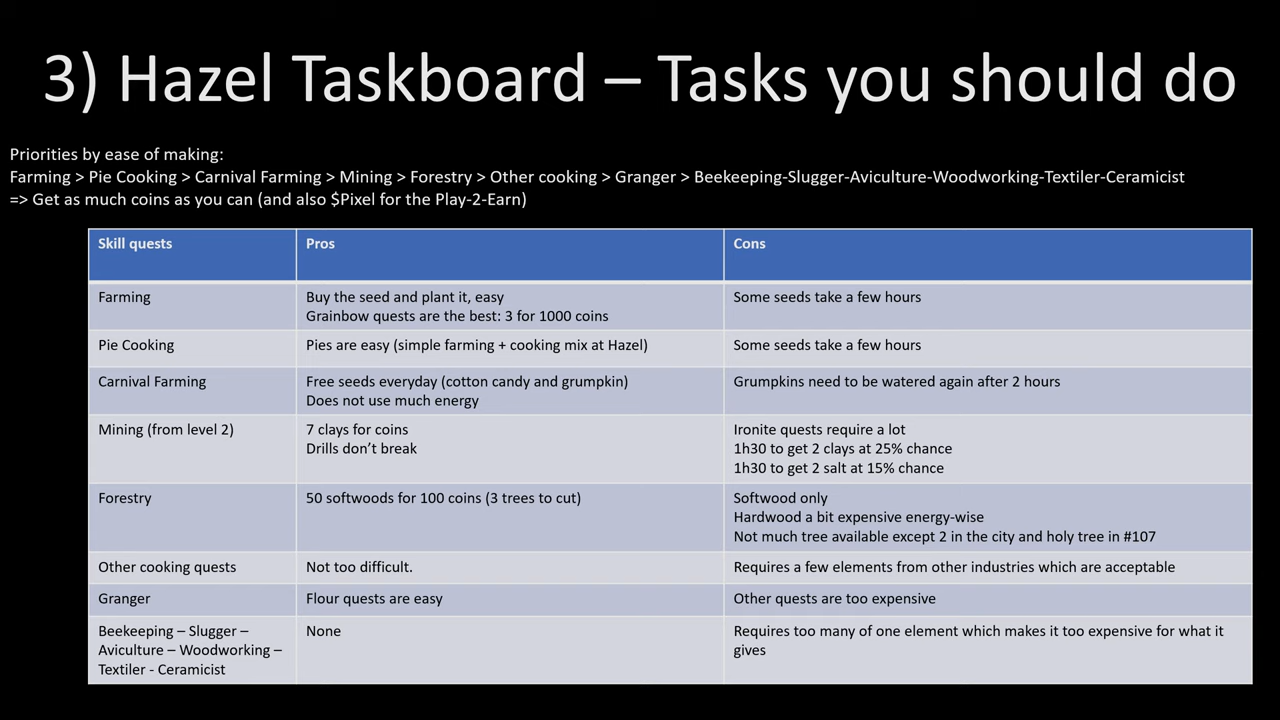 3) Hazel Taskboard – Tasks you should do
Priorities by ease of making:
Farming > Pie Cooking > Carnival Farming > Mining > Forestry > Other cooking > Granger > Beekeeping-Slugger-Aviculture-Woodworking-Textiler-Ceramicist
=> Get as much coins as you can (and also $Pixel for the Play-2-Earn)
Skill quests
Pros
Cons
Farming
Buy the seed and plant it, easy
Grainbow quests are the best: 3 for 1000 coins
Some seeds take a few hours
Pie Cooking
Pies are easy (simple farming + cooking mix at Hazel)
Some seeds take a few hours
Carnival Farming
Free seeds everyday (cotton candy and grumpkin)
Does not use much energy
Grumpkins need to be watered again after 2 hours
Mining (from level 2)
7 clays for coins
Drills don’t break
Ironite quests require a lot
1h30 to get 2 clays at 25% chance
1h30 to get 2 salt at 15% chance
Forestry
50 softwoods for 100 coins (3 trees to cut)
Softwood only
Hardwood a bit expensive energy-wise
Not much tree available except 2 in the city and holy tree in #107
Other cooking quests
Not too difficult.
Requires a few elements from other industries which are acceptable
Granger
Flour quests are easy
Other quests are too expensive
Beekeeping – Slugger –
Aviculture – Woodworking –
Textiler - Ceramicist
None
Requires too many of one element which makes it too expensive for what it
gives